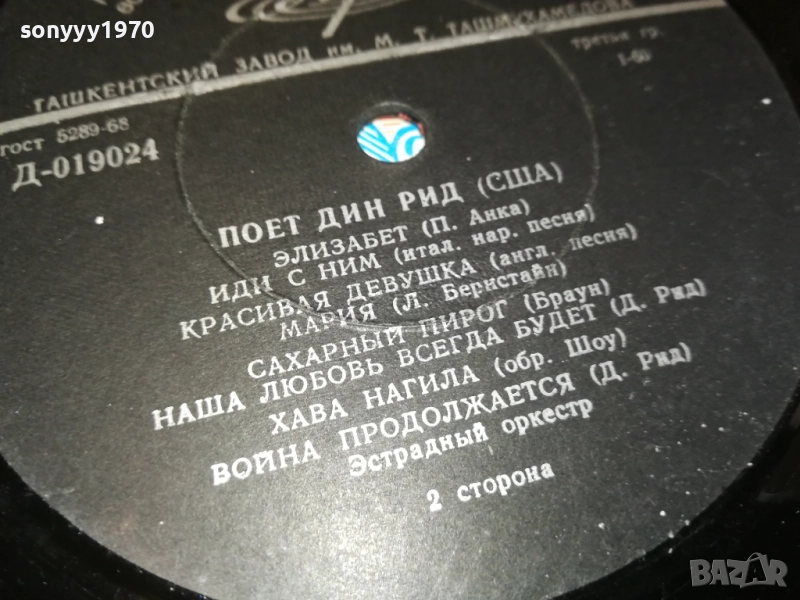 sonyyy1970
ТАШКЕНТСКИЙ ЗАВОД им. М. Т. ТАШМУХАМЕДОВА
третья гр.
1-60
ГОСТ 5289-68
Д-019024
ПОЕТ ДИН РИД (США)
ЭЛИЗАБЕТ (П. Анка)
ИДИ С НИМ (итал. нар. песня)
КРАСИВАЯ ДЕВУШКА (англ. песня)
МАРИЯ (Л. Бернстайн)
САХАРНЫЙ ПИРОГ (Браун)
НАША ЛЮБОВЬ ВСЕГДА БУДЕТ (Д. Рид)
ХАВА НАГИЛА (обр. Шоу)
ВОЙНА ПРОДОЛЖАЕТСЯ (Д. Рид)
Эстрадный оркестр
2 сторона
BAZAR